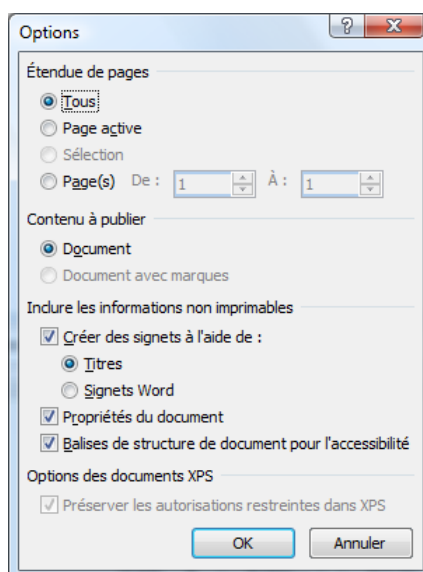 Options
Étendue de pages
Tous
Page active
Sélection
Page(s) De : 1 À : 1
Contenu à publier
Document
Document avec marques
Inclure les informations non imprimables
Créer des signets à l'aide de :
Titres
Signets Word
Propriétés du document
Balises de structure de document pour l'accessibilité
Options des documents XPS
Préserver les autorisations restreintes dans XPS
OK Annuler